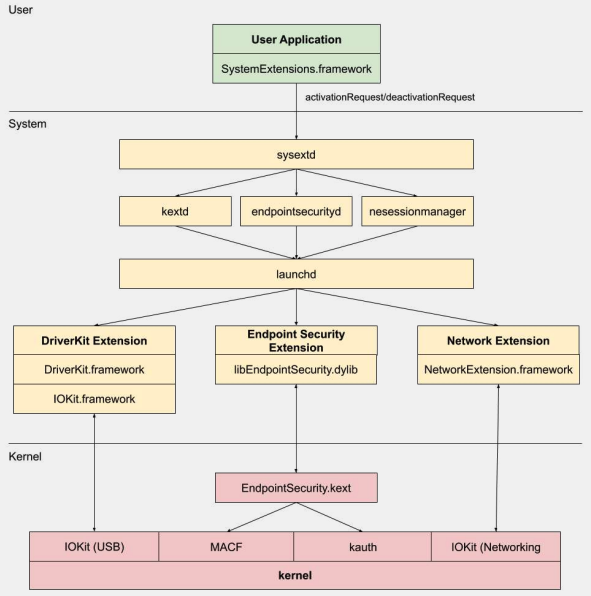 User
User Application
SystemExtensions.framework
activationRequest/deactivationRequest
System
sysextd
kextd
endpointsecurityd
nesessionmanager
launchd
DriverKit Extension
DriverKit.framework
IOKit.framework
Endpoint Security
Extension
libEndpointSecurity.dylib
Network Extension
NetworkExtension.framework
Kernel
EndpointSecurity.kext
IOKit (USB)
MACF
kauth
IOKit (Networking
kernel